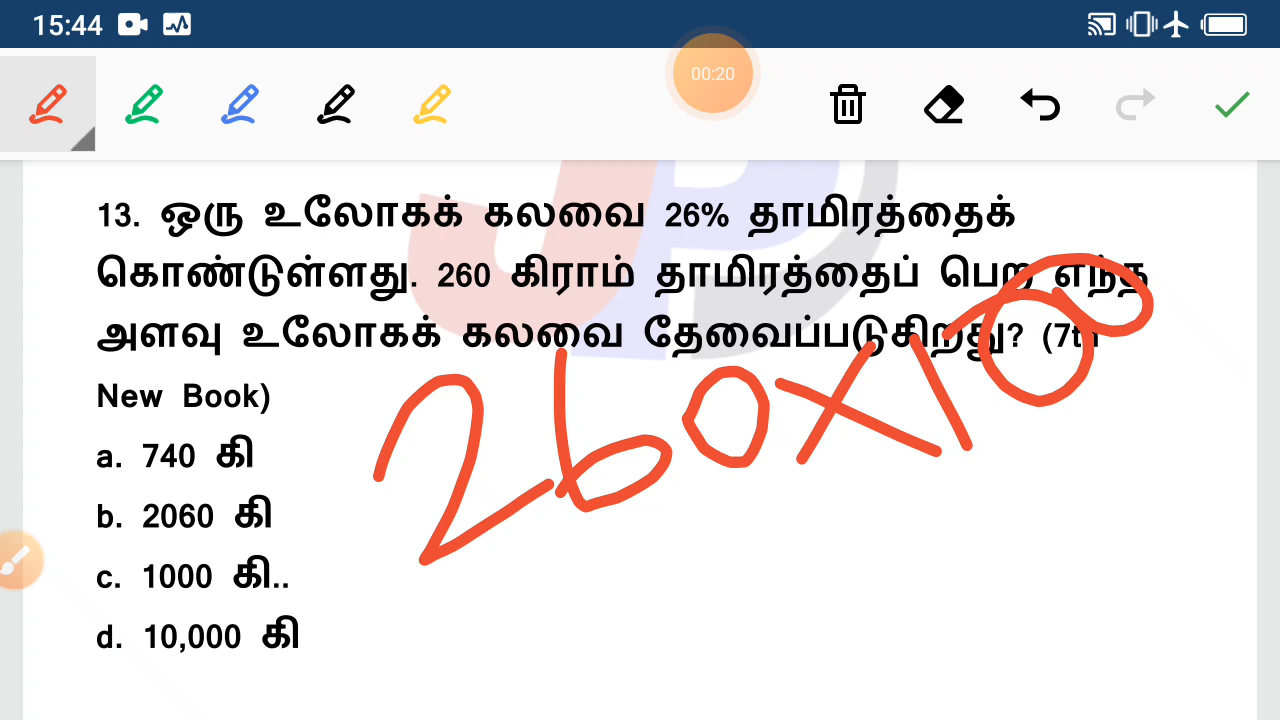 15:44
00:20
13. ஒரு உலோகக் கலவை 26% தாமிரத்தைக்
கொண்டுள்ளது. 260 கிராம் தாமிரத்தைப் பெற எந்த
அளவு உலோகக் கலவை தேவைப்படுகிறது? (7th
New Book)
a. 740 கி
b. 2060 கி
c. 1000 கி..
d. 10,000 கி
260×100